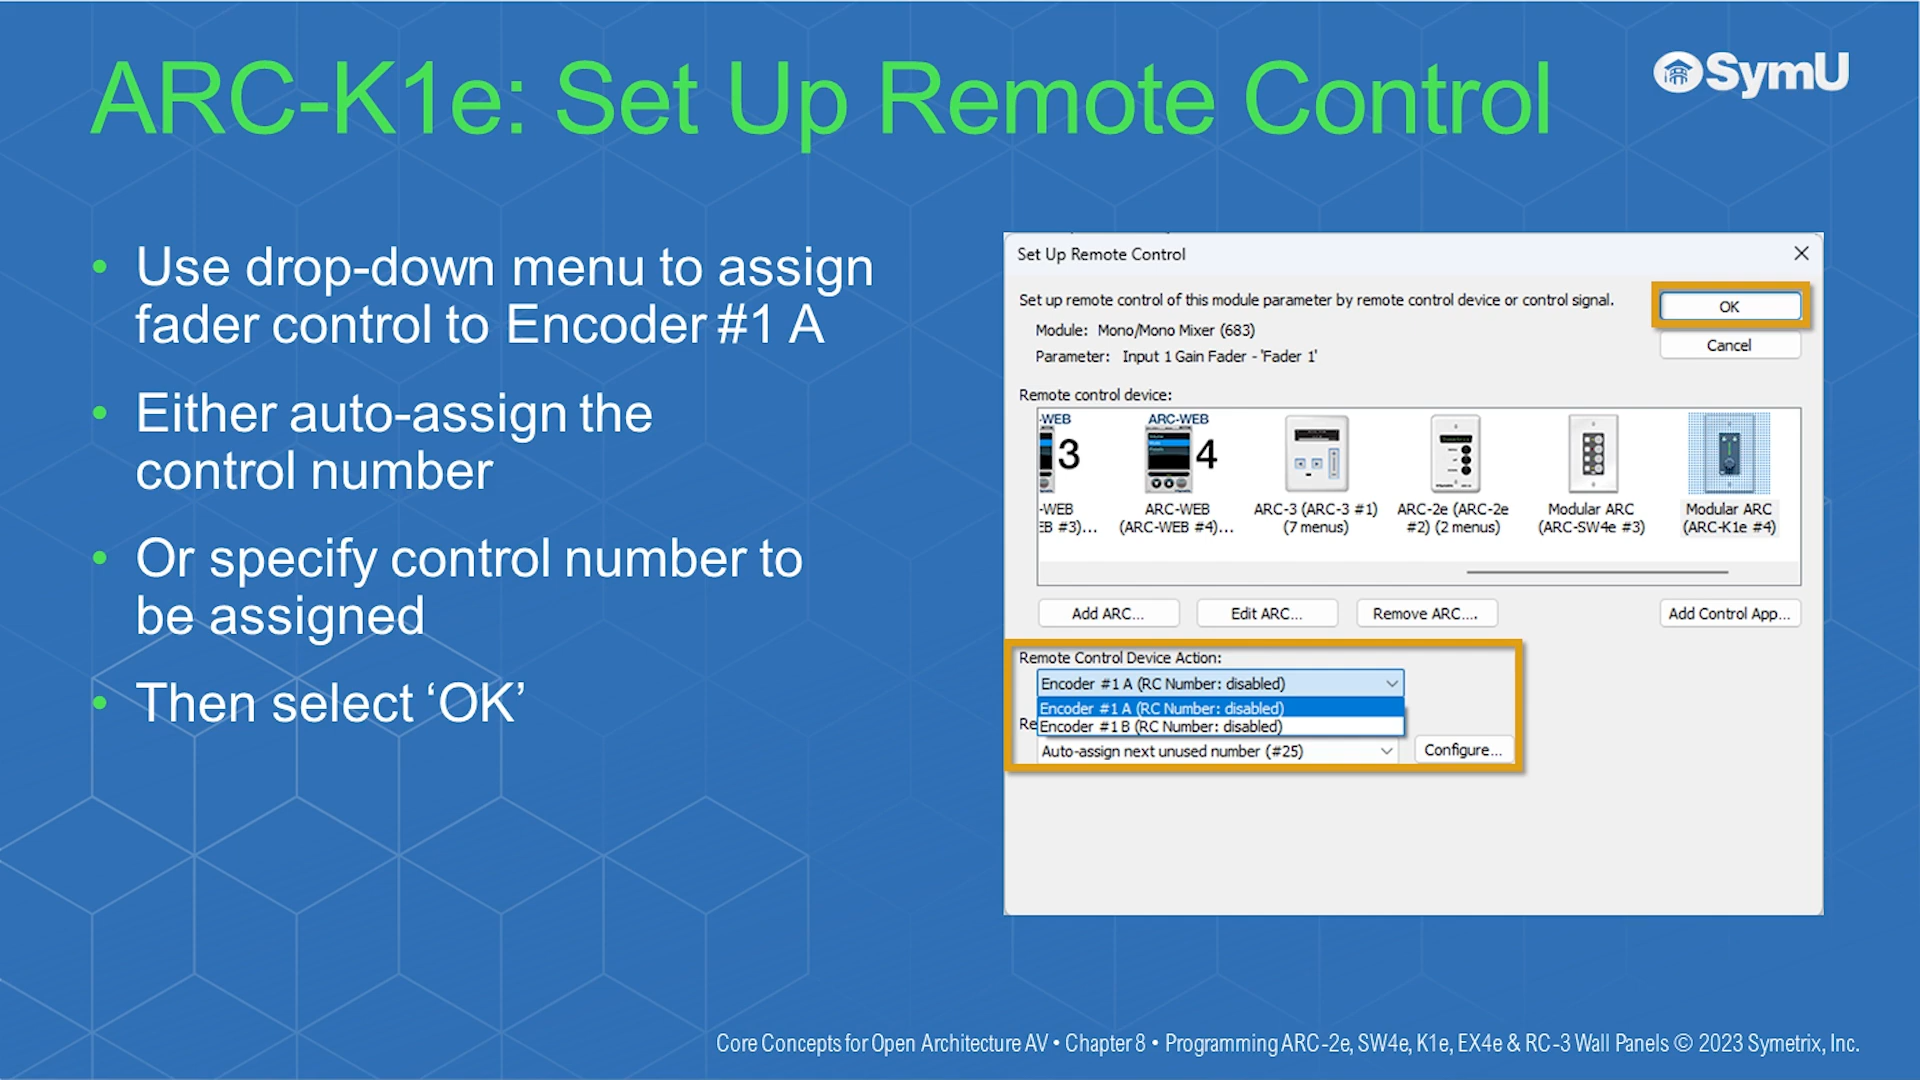 ARC-K1e: Set Up Remote Control
SymU
• Use drop-down menu to assign
fader control to Encoder #1 A
• Either auto-assign the
control number
• Or specify control number to
be assigned
• Then select ‘OK’
Set Up Remote Control
Set up remote control of this module parameter by remote control device or control signal.
OK
Module: Mono/Mono Mixer (683)
Cancel
Parameter: Input 1 Gain Fader - 'Fader 1'
Remote control device:
-WEB
3
-WEB
EB #3)...
ARC-WEB
4
ARC-WEB
(ARC-WEB #4)...
ARC-3 (ARC-3 #1)
(7 menus)
ARC-2e (ARC-2e
#2) (2 menus)
Modular ARC
(ARC-SW4e #3)
Modular ARC
(ARC-K1e #4)
Add ARC...
Edit ARC...
Remove ARC....
Add Control App...
Remote Control Device Action:
Encoder #1 A (RC Number: disabled)
Encoder #1 A (RC Number: disabled)
Re
Encoder #1 B (RC Number: disabled)
Auto-assign next unused number (#25)
Configure...
Core Concepts for Open Architecture AV • Chapter 8 • Programming ARC-2e, SW4e, K1e, EX4e & RC-3 Wall Panels © 2023 Symetrix, Inc.